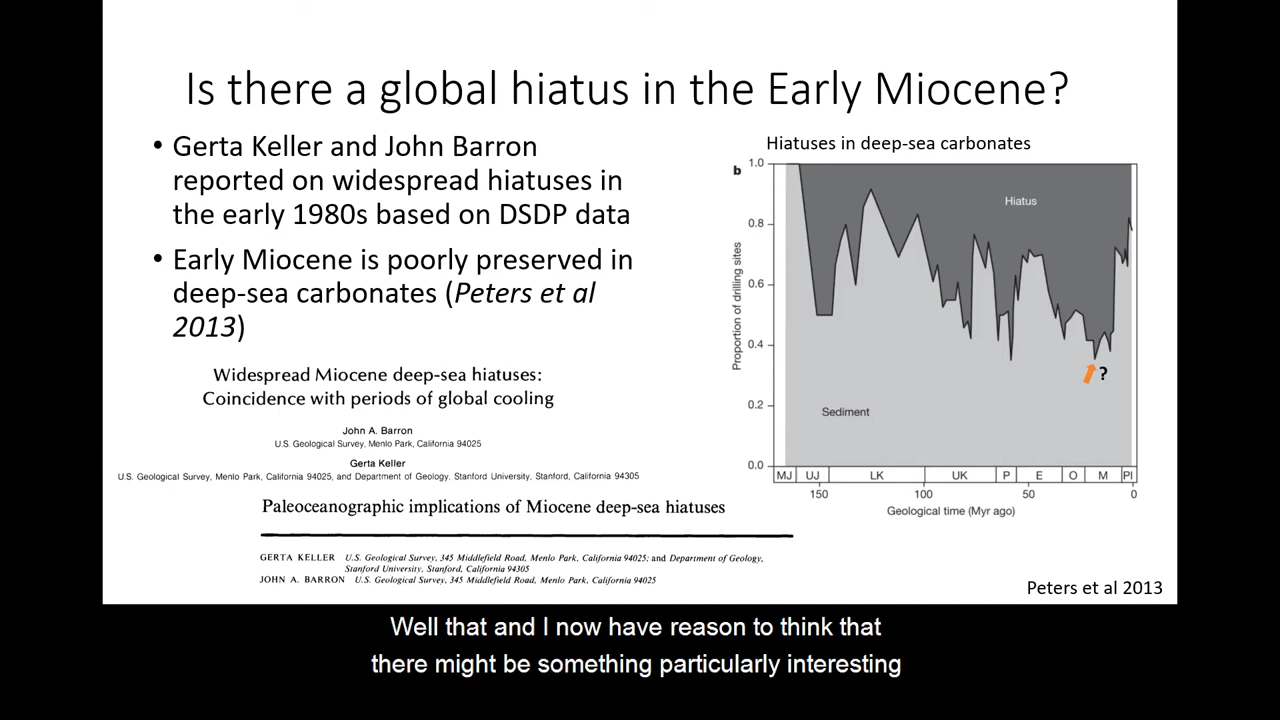 Is there a global hiatus in the Early Miocene?
• Gerta Keller and John Barron
reported on widespread hiatuses in
the early 1980s based on DSDP data
• Early Miocene is poorly preserved in
deep-sea carbonates (Peters et al
2013)
Widespread Miocene deep-sea hiatuses:
Coincidence with periods of global cooling
John A. Barron
U.S. Geological Survey, Menlo Park, California 94025
Gerta Keller
U.S. Geological Survey, Menlo Park, California 94025, and Department of Geology, Stanford University, Stanford, California 94305
Paleoceanographic implications of Miocene deep-sea hiatuses
GERTA KELLER U.S. Geological Survey, 345 Middlefield Road, Menlo Park, California 94025; and Department of Geology,
Stanford University, Stanford, California 94305
JOHN A. BARRON U.S. Geological Survey, 345 Middlefield Road, Menlo Park, California 94025
Hiatuses in deep-sea carbonates
b
1.0
0.8
0.6
0.4
0.2
0.0
Proportion of drilling sites
Hiatus
?
Sediment
MJ UJ LK UK P E O M Pl
150 100 50 0
Geological time (Myr ago)
Peters et al 2013
Well that and I now have reason to think that
there might be something particularly interesting